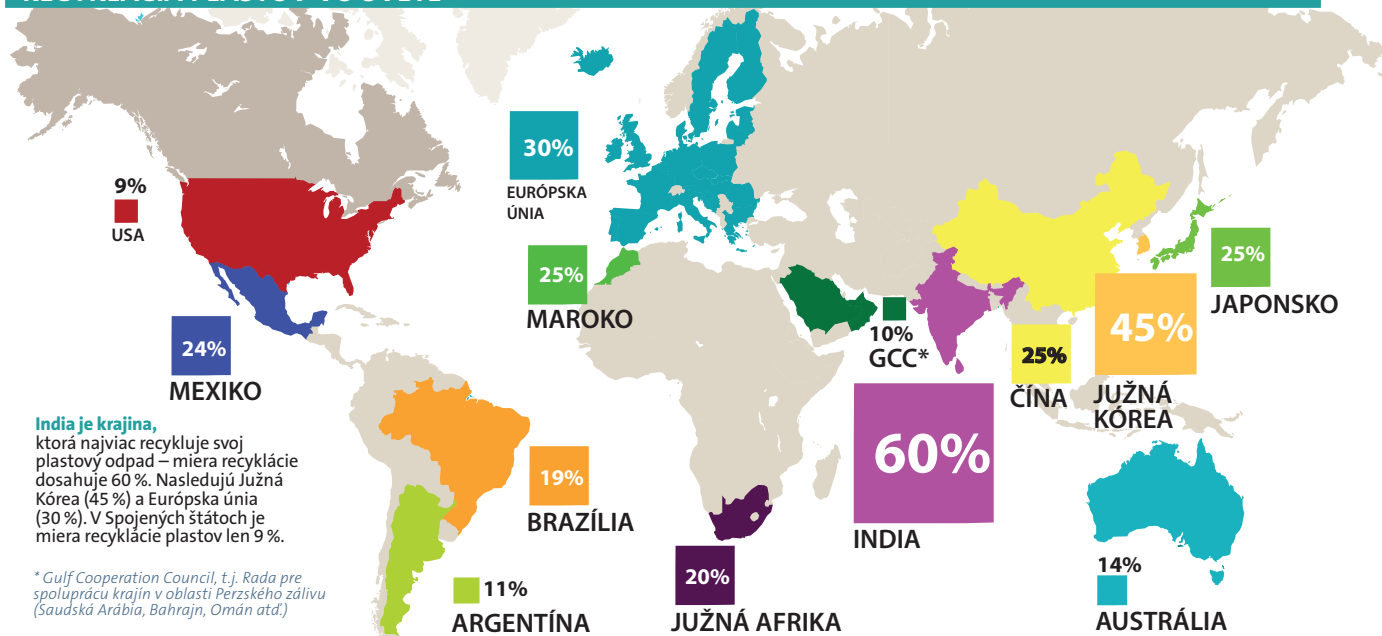 9%
USA
24%
MEXIKO
30%
EURÓPSKA
ÚNIA
25%
MAROKO
10%
GCC*
25%
JAPONSKO
45%
JUŽNÁ
KÓREA
25%
ČÍNA
60%
INDIA
19%
BRAZÍLIA
11%
ARGENTÍNA
20%
JUŽNÁ AFRIKA
14%
AUSTRÁLIA
India je krajina,
ktorá najviac recykluje svoj
plastový odpad – miera recyklácie
dosahuje 60 %. Nasledujú Južná
Kórea (45 %) a Európska únia
(30 %). V Spojených štátoch je
miera recyklácie plastov len 9 %.
* Gulf Cooperation Council, t.j. Rada pre
spoluprácu krajín v oblasti Perzského zálivu
(Saudská Arábia, Bahrajn, Omán atď.)